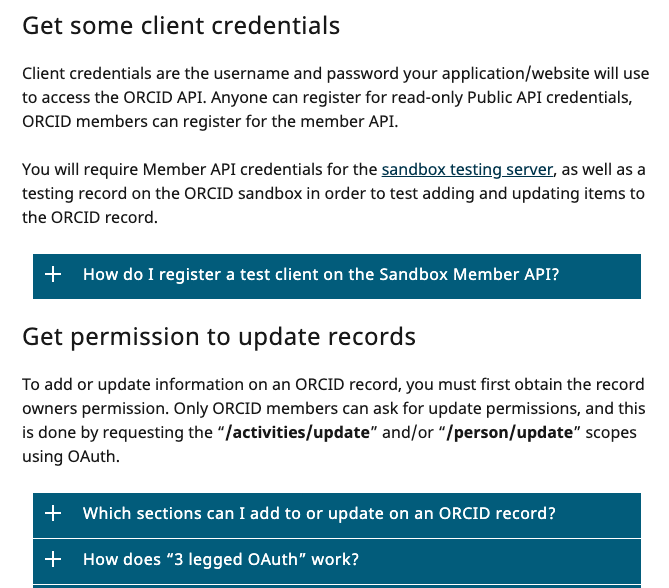 Get some client credentials
Client credentials are the username and password your application/website will use
to access the ORCID API. Anyone can register for read-only Public API credentials,
ORCID members can register for the member API.
You will require Member API credentials for the sandbox testing server, as well as a
testing record on the ORCID sandbox in order to test adding and updating items to
the ORCID record.
+ How do I register a test client on the Sandbox Member API?
Get permission to update records
To add or update information on an ORCID record, you must first obtain the record
owners permission. Only ORCID members can ask for update permissions, and this
is done by requesting the “/activities/update” and/or “/person/update” scopes
using OAuth.
+ Which sections can I add to or update on an ORCID record?
+ How does “3 legged OAuth” work?